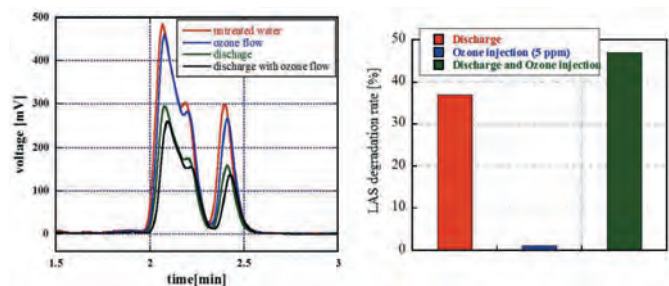 500
400
300
200
100
0
voltage [mV]
untreated water
ozone flow
dischage
discharge with ozone flow
1.5
2
2.5
3
time[min]
50
40
30
20
10
0
LAS degradation rate [%]
Discharge
Ozone injection (5 ppm)
Discharge and Ozone injection